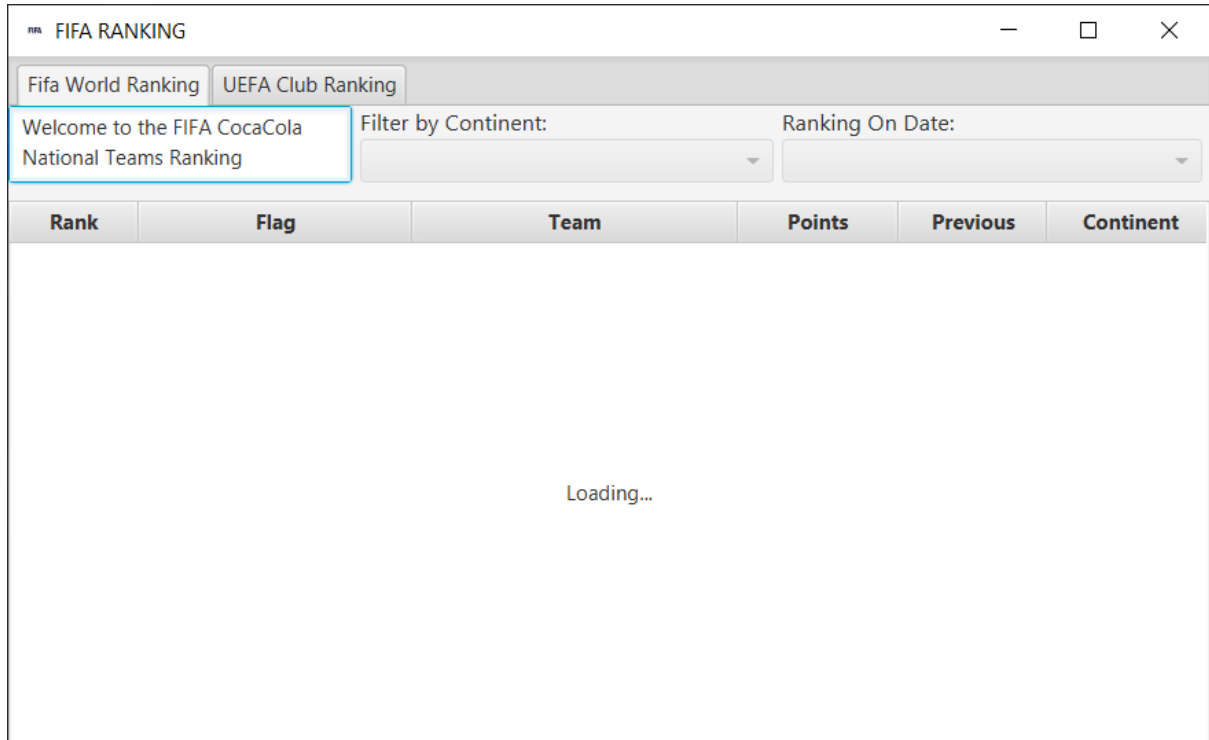 FIFA FIFA RANKING
Fifa World Ranking UEFA Club Ranking
Welcome to the FIFA CocaCola
National Teams Ranking
Filter by Continent:
Ranking On Date:
Rank Flag Team Points Previous Continent
Loading...